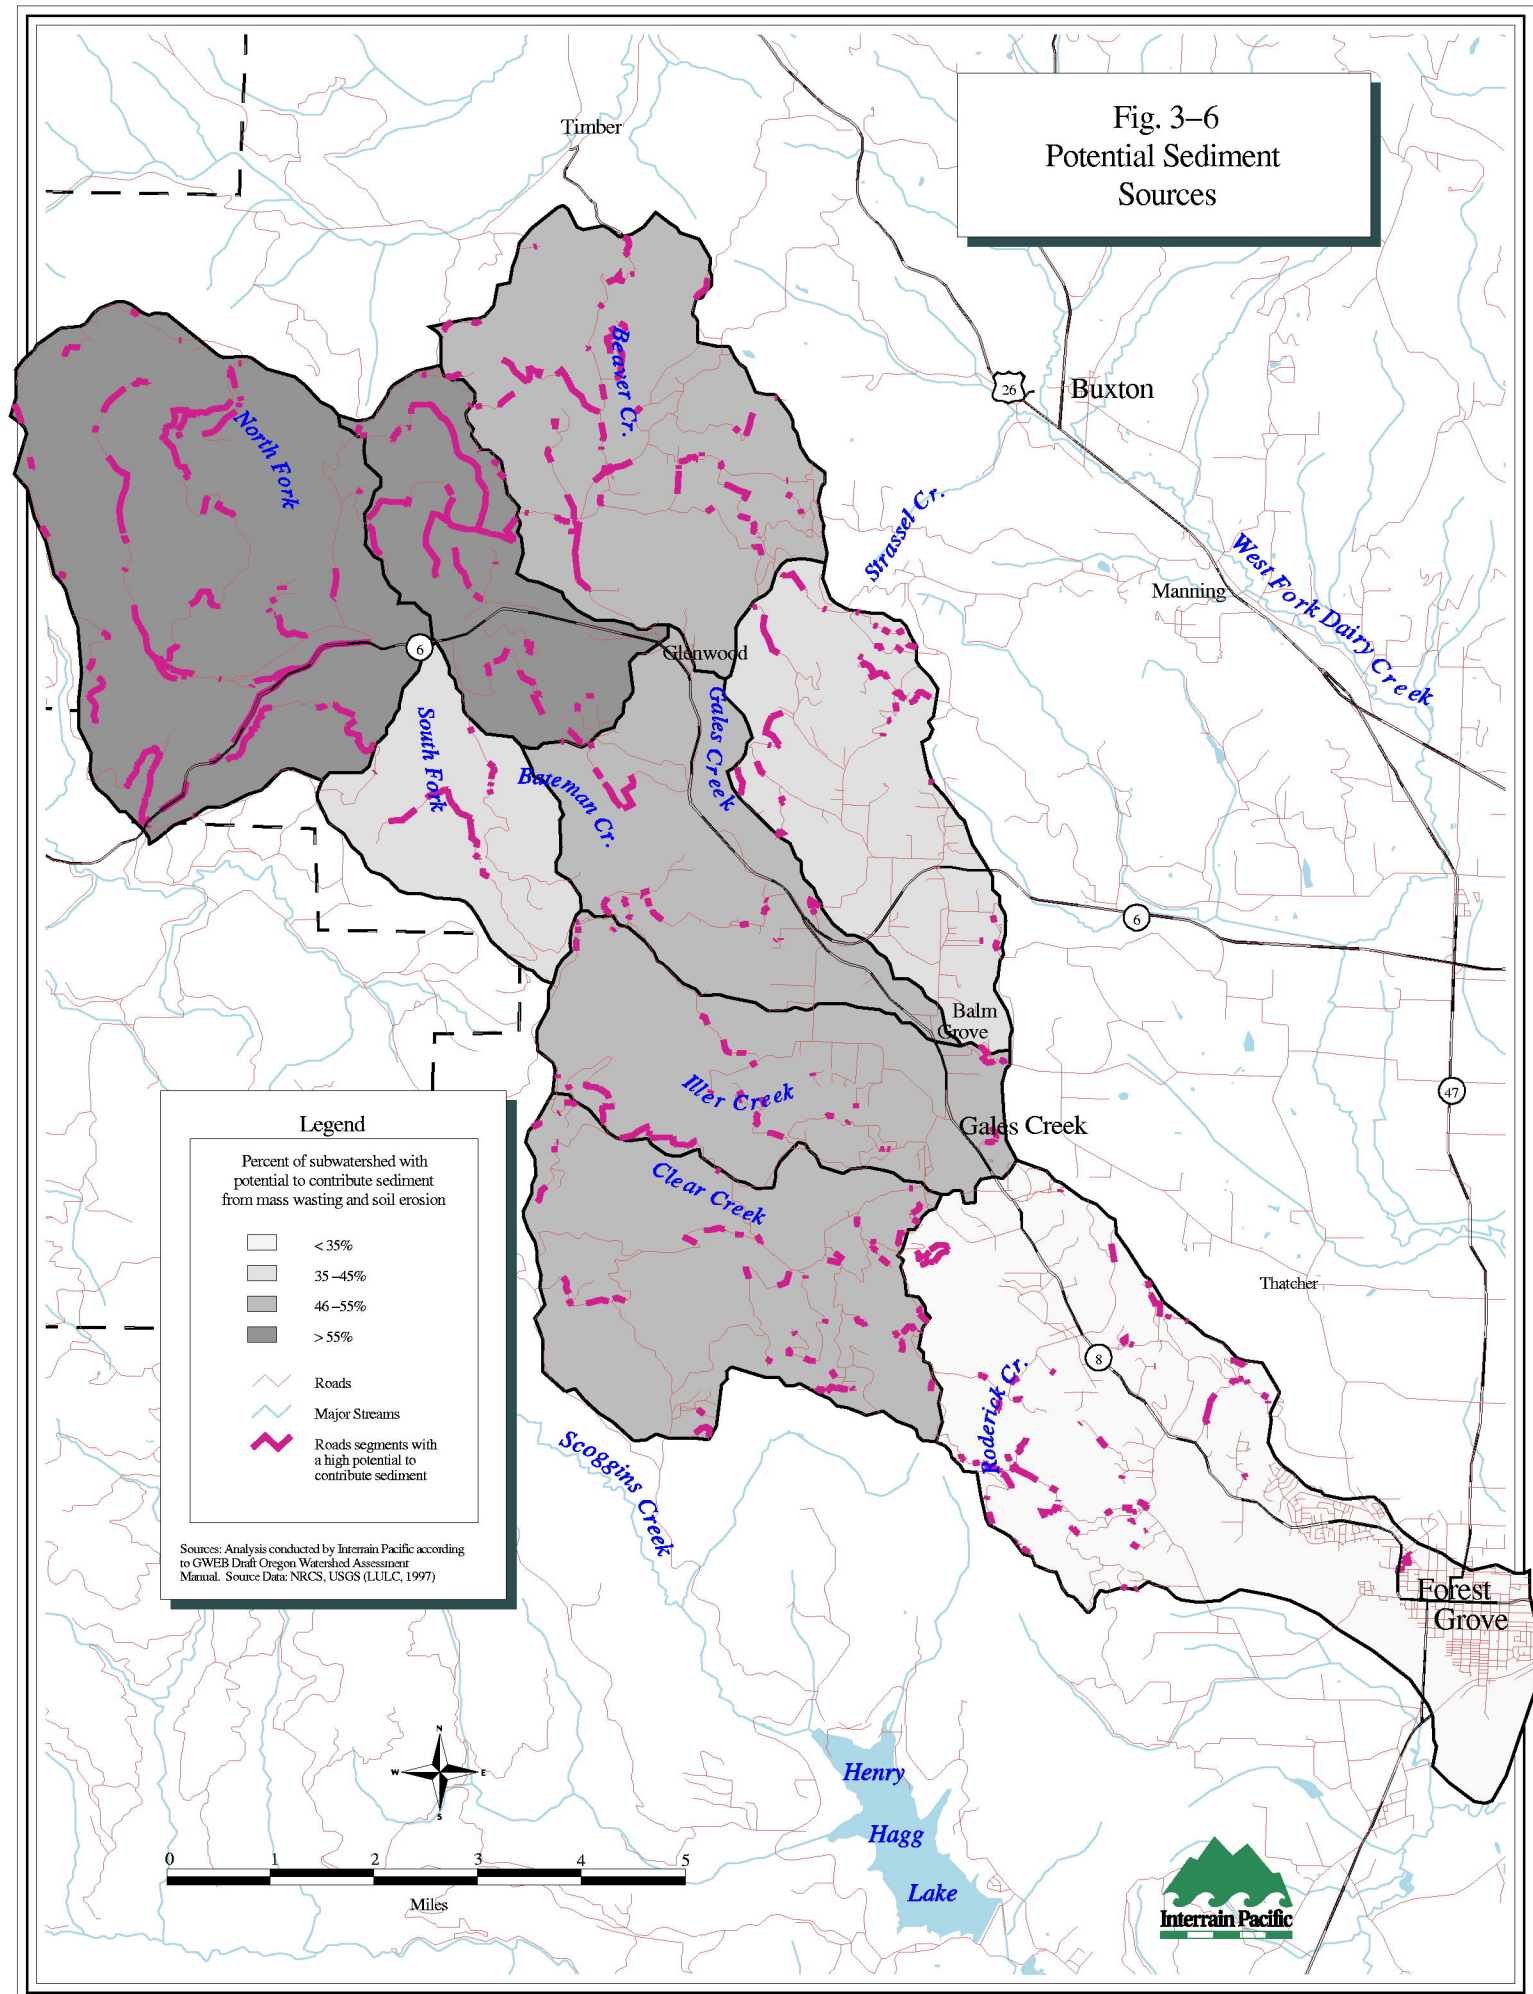 Fig. 3–6
Potential Sediment
Sources
Timber
Beaver Cr.
26
Buxton
North Fork
Strassel Cr.
West Fork Dairy Creek
Manning
6
Glenwood
South Fork
Gales Creek
Bateman Cr.
6
Balm
Grove
Iller Creek
47
Gales Creek
Clear Creek
Thatcher
8
Roderick Cr.
Scoggins Creek
Forest
Grove
Legend
Percent of subwatershed with
potential to contribute sediment
from mass wasting and soil erosion
< 35%
35 –45%
46 –55%
> 55%
Roads
Major Streams
Roads segments with
a high potential to
contribute sediment
Sources: Analysis conducted by Interrain Pacific according
to GWEB Draft Oregon Watershed Assessment
Manual. Source Data: NRCS, USGS (LULC, 1997)
N
W E
S
0 1 2 3 4 5
Miles
Henry
Hagg
Lake
Interrain Pacific